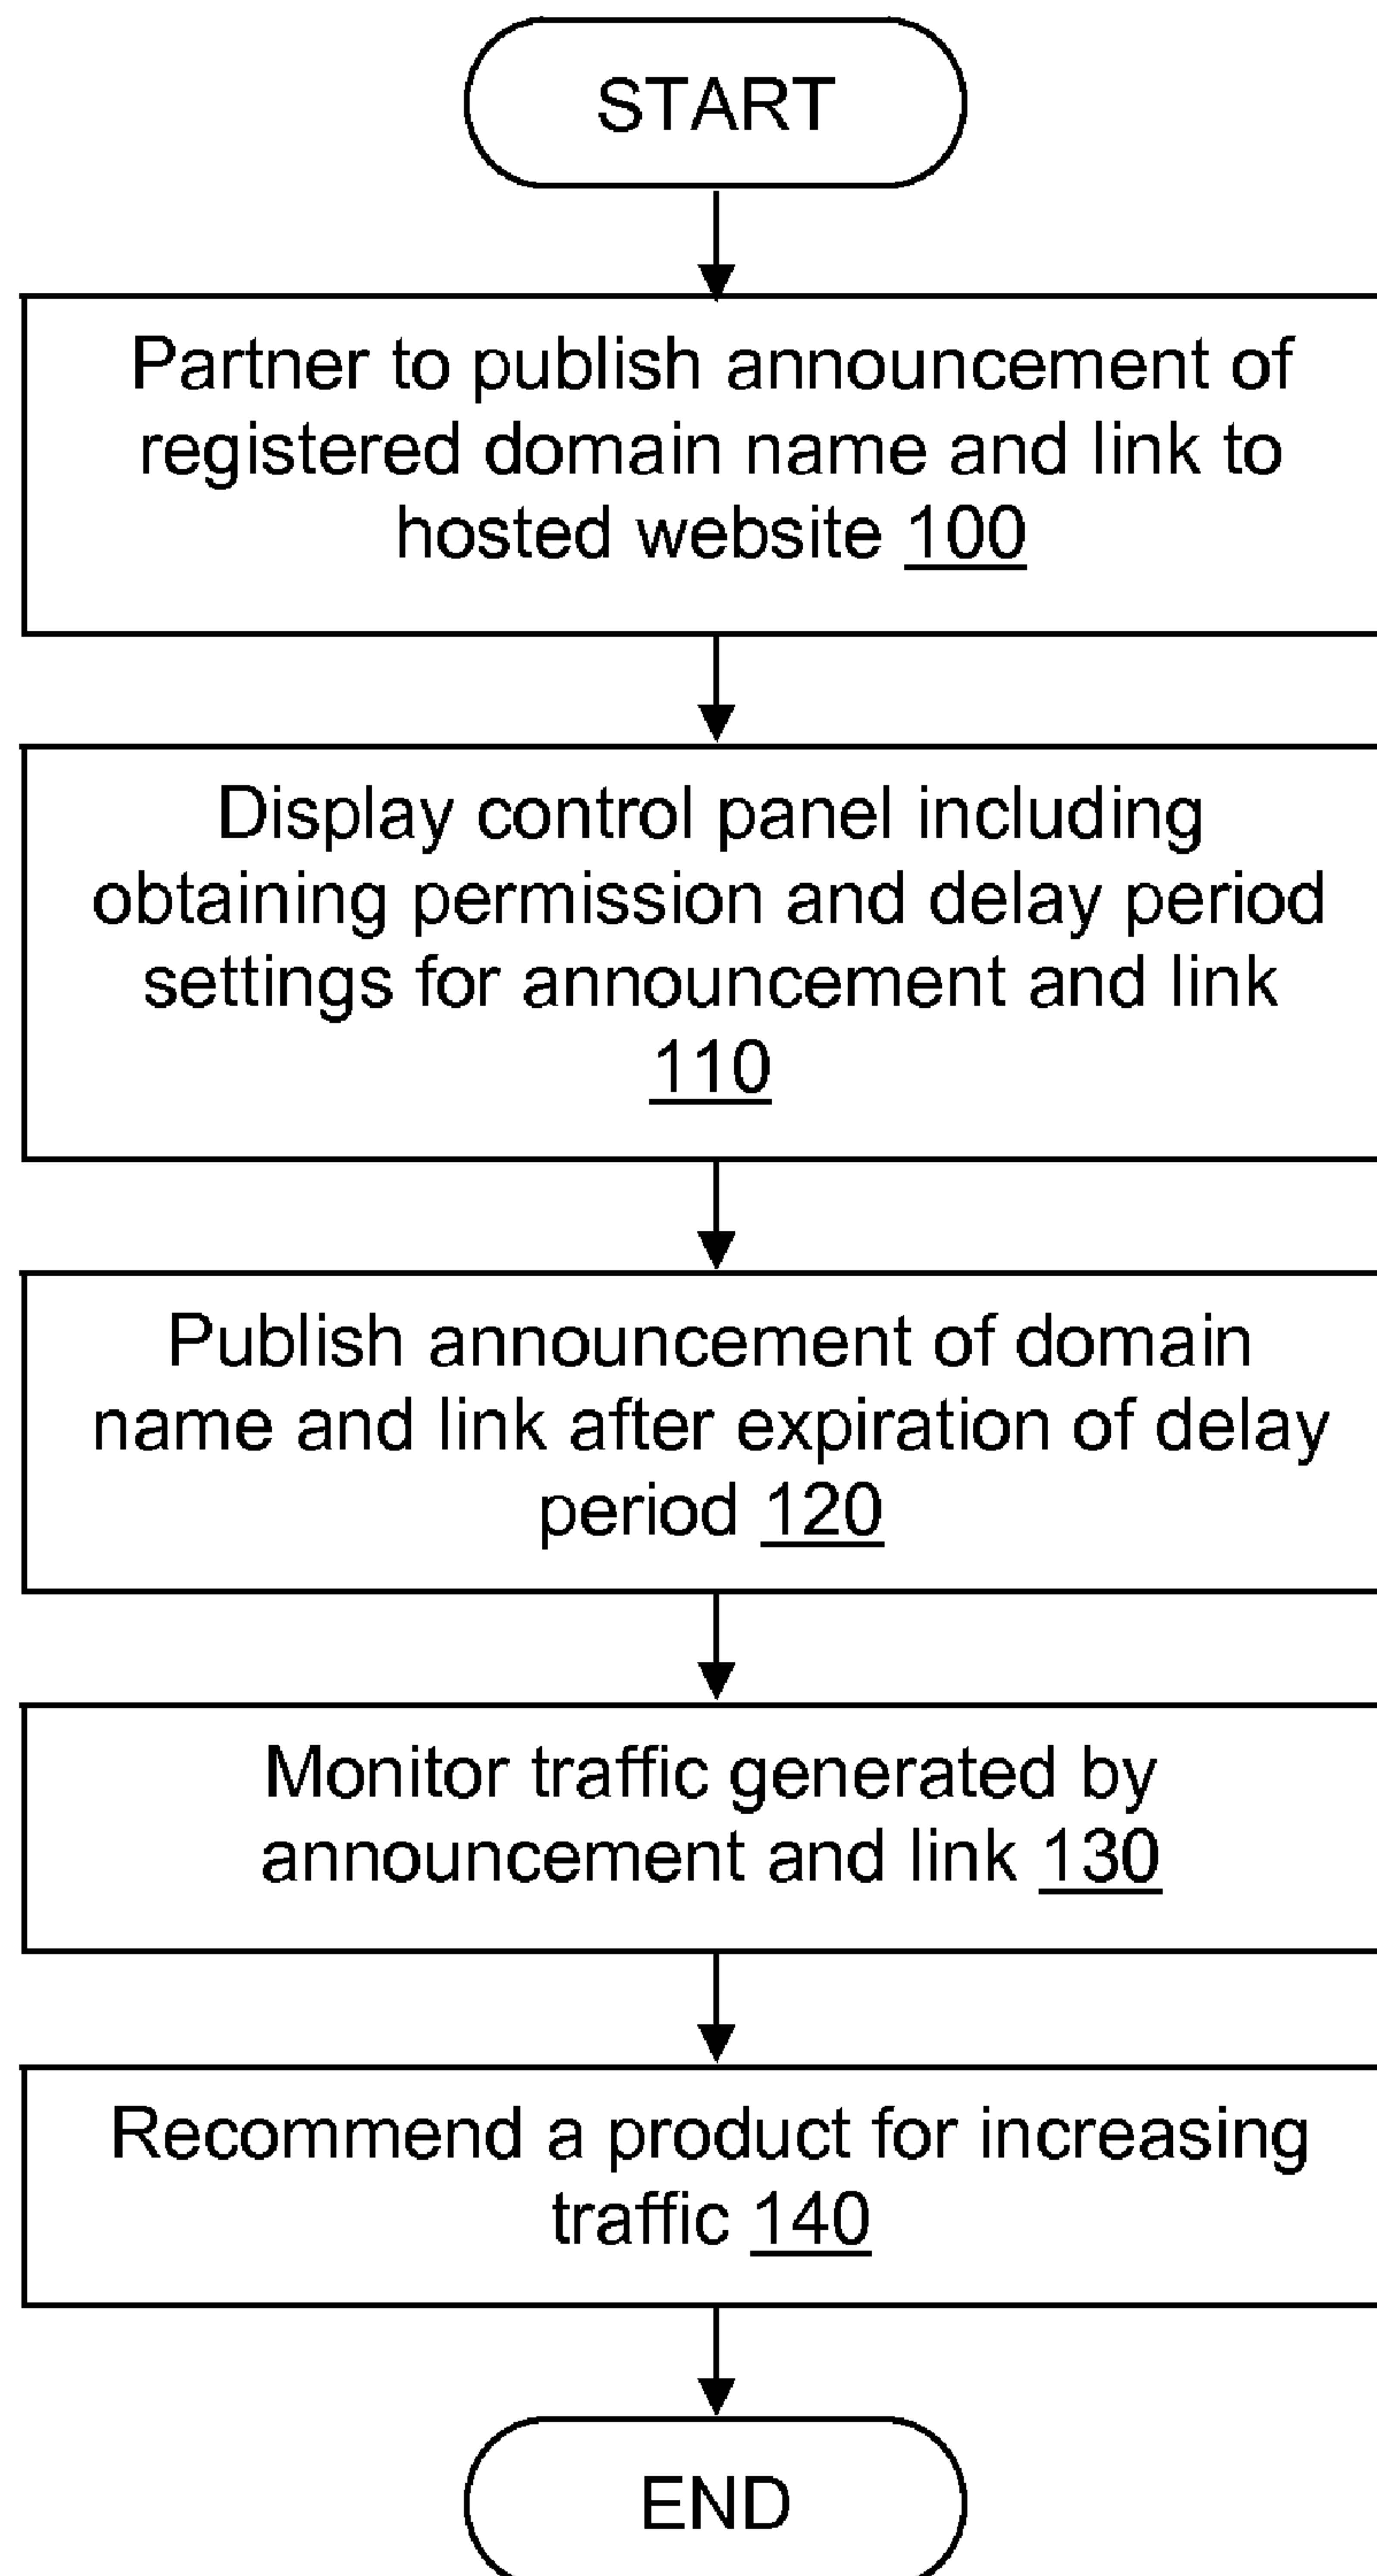 START
Partner to publish announcement of
registered domain name and link to
hosted website 100
Display control panel including
obtaining permission and delay period
settings for announcement and link
110
Publish announcement of domain
name and link after expiration of delay
period 120
Monitor traffic generated by
announcement and link 130
Recommend a product for increasing
traffic 140
END